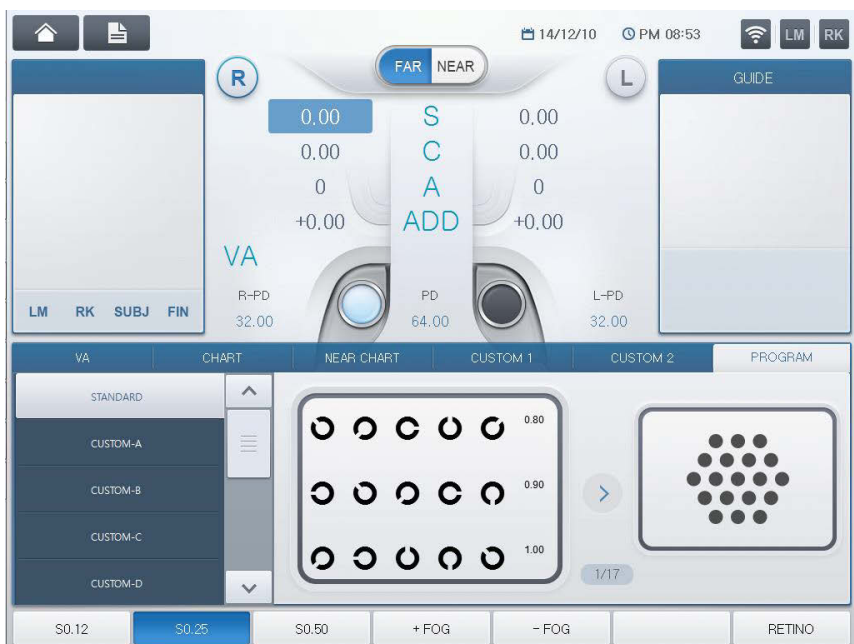 14/12/10 PM 08:53 LM RK
R FAR NEAR L GUIDE
0.00 S 0.00
0.00 C 0.00
0 A 0
+0.00 ADD +0.00
VA
R-PD PD L-PD
LM RK SUBJ FIN 32.00 64.00 32.00
VA CHART NEAR CHART CUSTOM 1 CUSTOM 2 PROGRAM
STANDARD
0.80
CUSTOM-A
CUSTOM-B 0.90
CUSTOM-C
1.00
CUSTOM-D 1/17
S0.12 S0.25 S0.50 + FOG - FOG RETINO